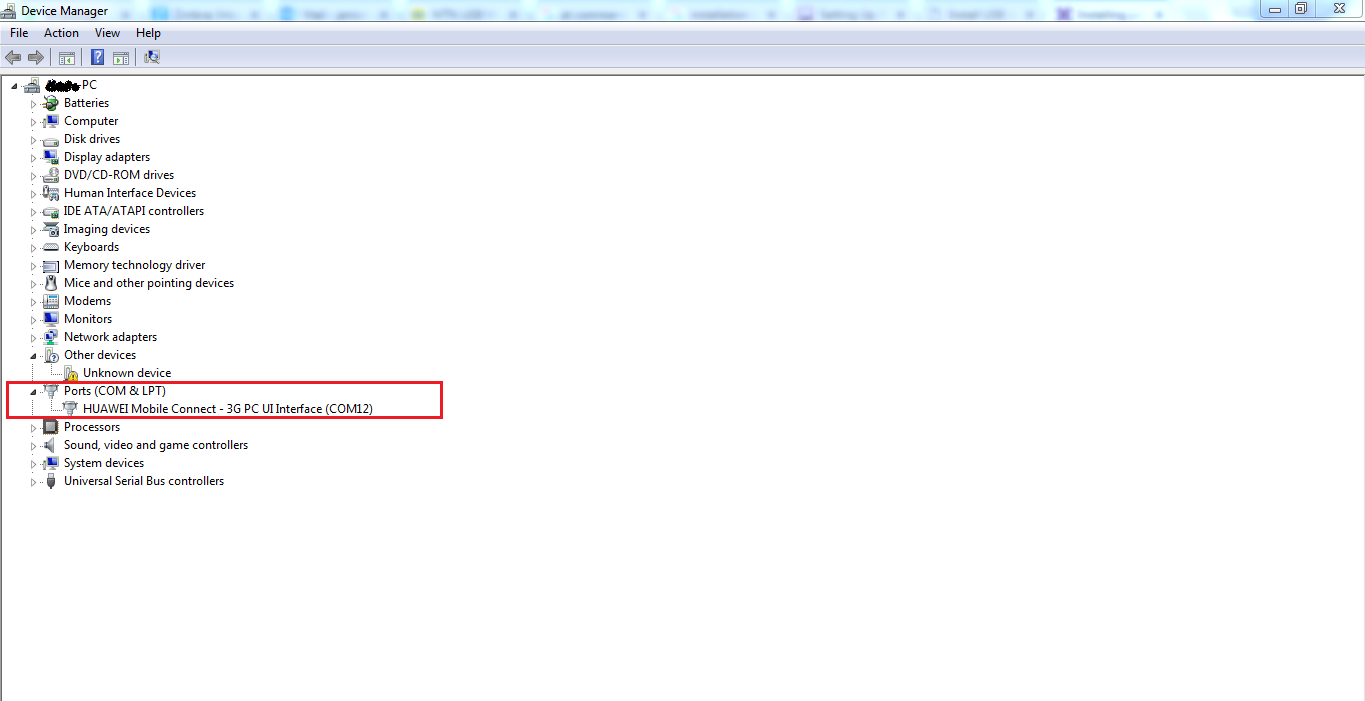 Device Manager
File Action View Help
PC
Batteries
Computer
Disk drives
Display adapters
DVD/CD-ROM drives
Human Interface Devices
IDE ATA/ATAPI controllers
Imaging devices
Keyboards
Memory technology driver
Mice and other pointing devices
Modems
Monitors
Network adapters
Other devices
Unknown device
Ports (COM & LPT)
HUAWEI Mobile Connect - 3G PC UI Interface (COM12)
Processors
Sound, video and game controllers
System devices
Universal Serial Bus controllers